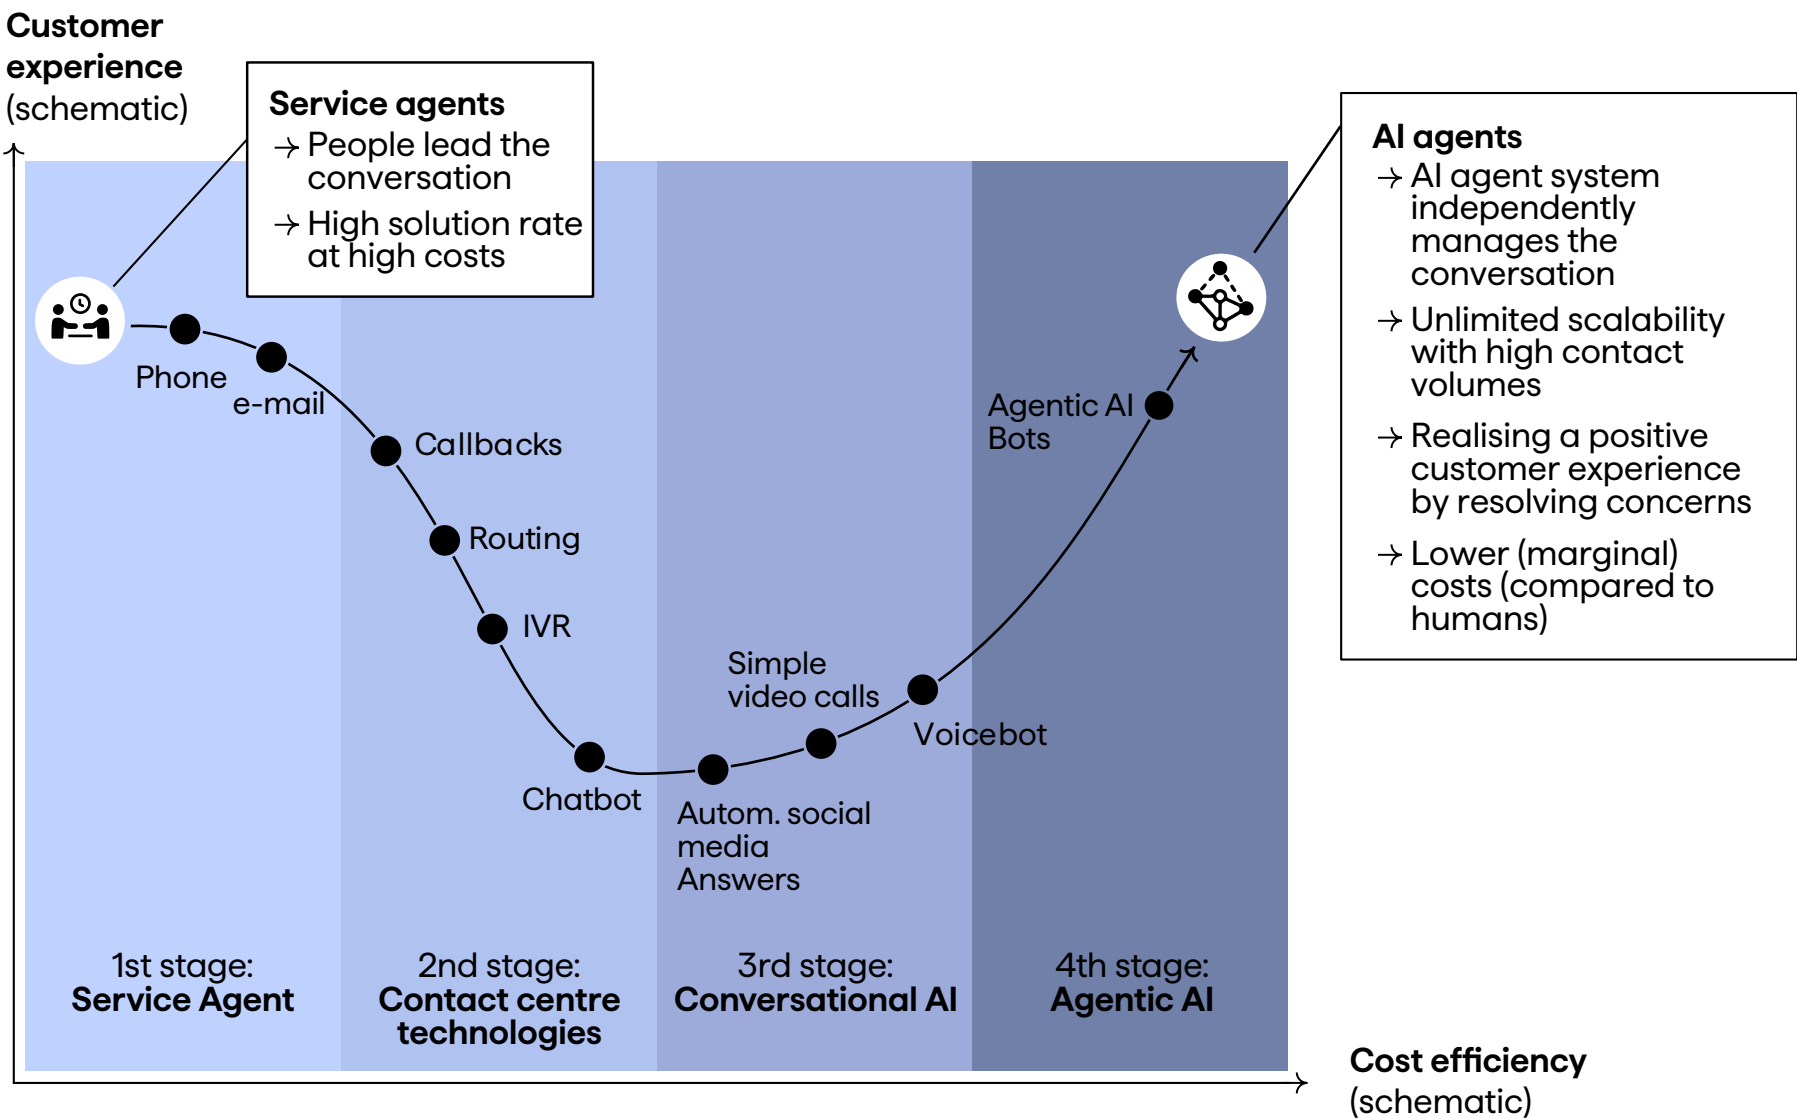 Customer
experience
(schematic)
Service agents
→ People lead the
conversation
→ High solution rate
at high costs
AI agents
→ AI agent system
independently
manages the
conversation
→ Unlimited scalability
with high contact
volumes
→ Realising a positive
customer experience
by resolving concerns
→ Lower (marginal)
costs (compared to
humans)
Phone
e-mail
Callbacks
Routing
IVR
Chatbot
Autom. social
media
Answers
Simple
video calls
Voicebot
Agentic AI
Bots
1st stage:
Service Agent
2nd stage:
Contact centre
technologies
3rd stage:
Conversational AI
4th stage:
Agentic AI
Cost efficiency
(schematic)